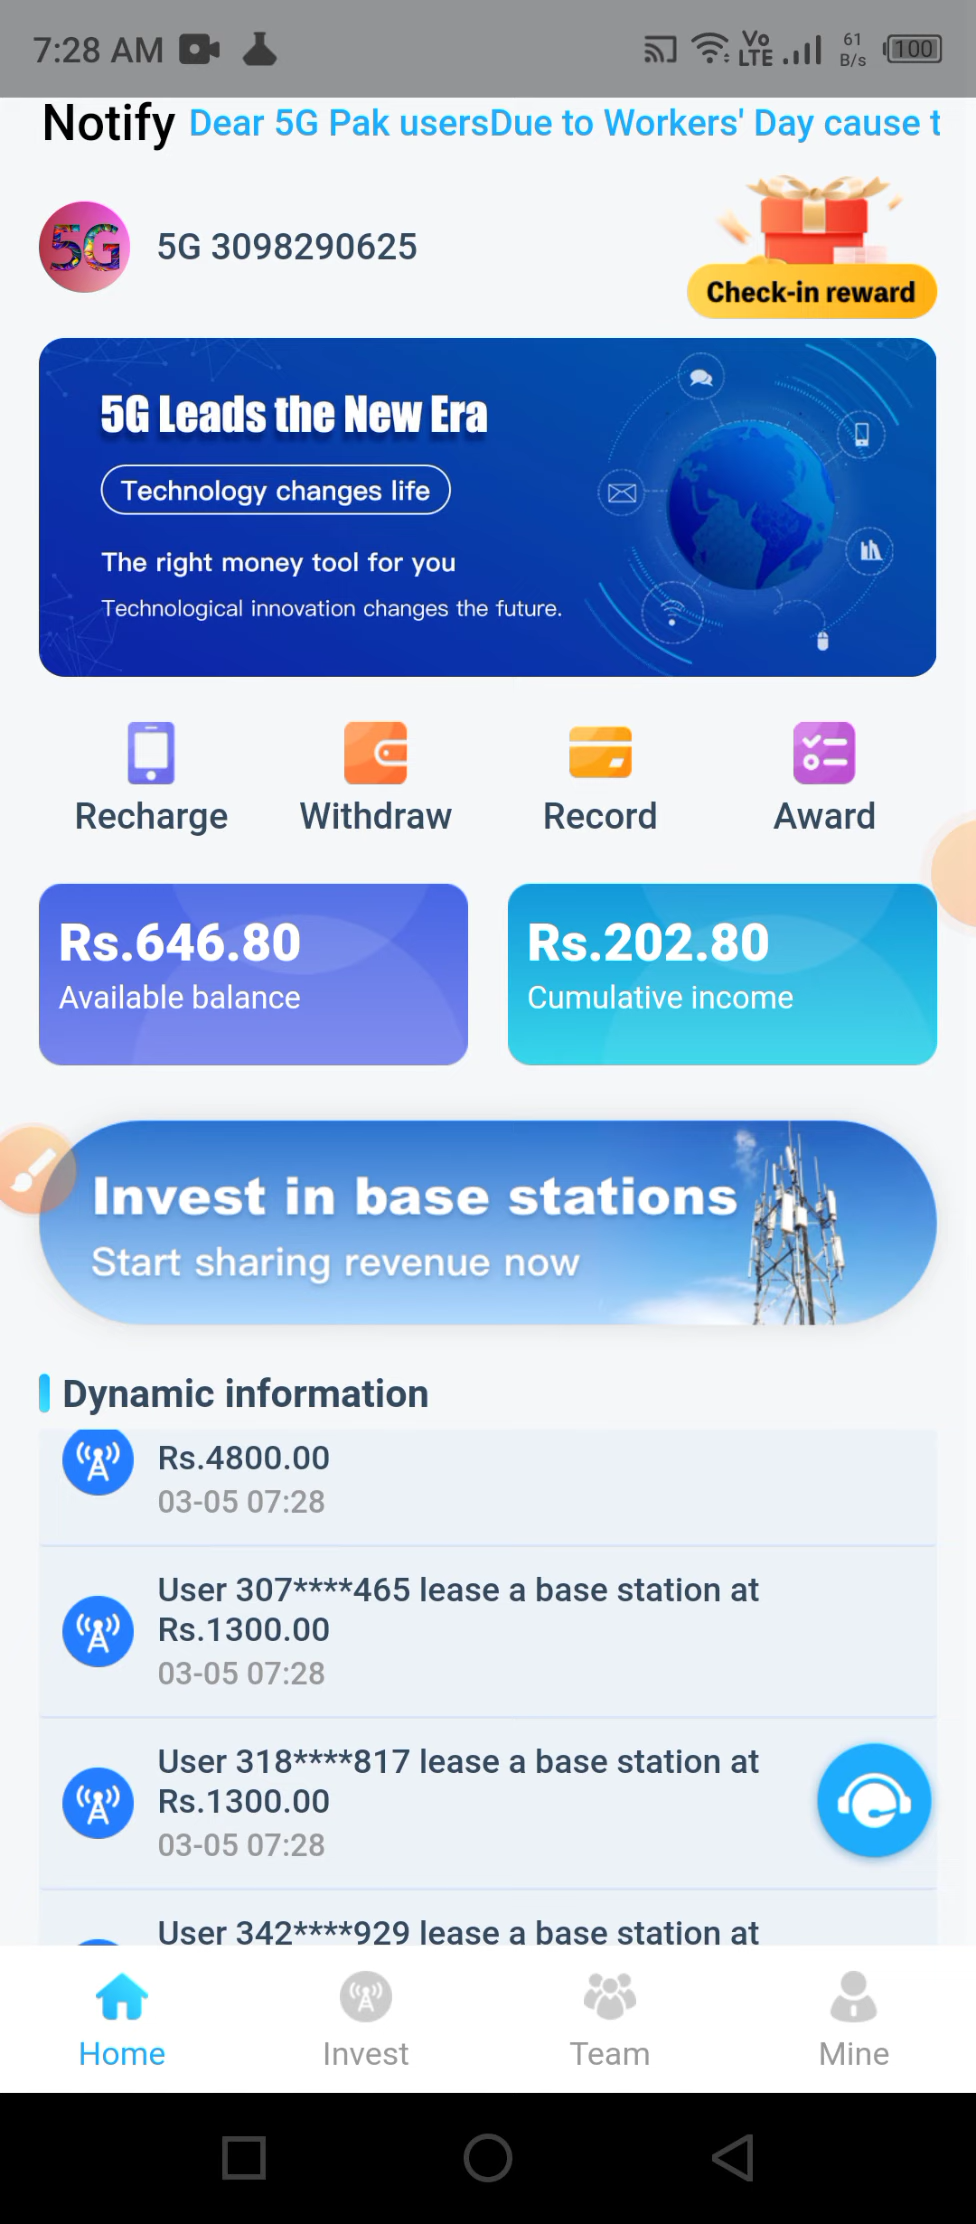 7:28 AM
Vo
LTE
61
B/s
100
Notify Dear 5G Pak usersDue to Workers' Day cause t
5G
5G 3098290625
Check-in reward
5G Leads the New Era
Technology changes life
The right money tool for you
Technological innovation changes the future.
Recharge Withdraw Record Award
Rs.646.80
Available balance
Rs.202.80
Cumulative income
Invest in base stations
Start sharing revenue now
Dynamic information
Rs.4800.00
03-05 07:28
User 307****465 lease a base station at
Rs.1300.00
03-05 07:28
User 318****817 lease a base station at
Rs.1300.00
03-05 07:28
User 342****929 lease a base station at
Home Invest Team Mine